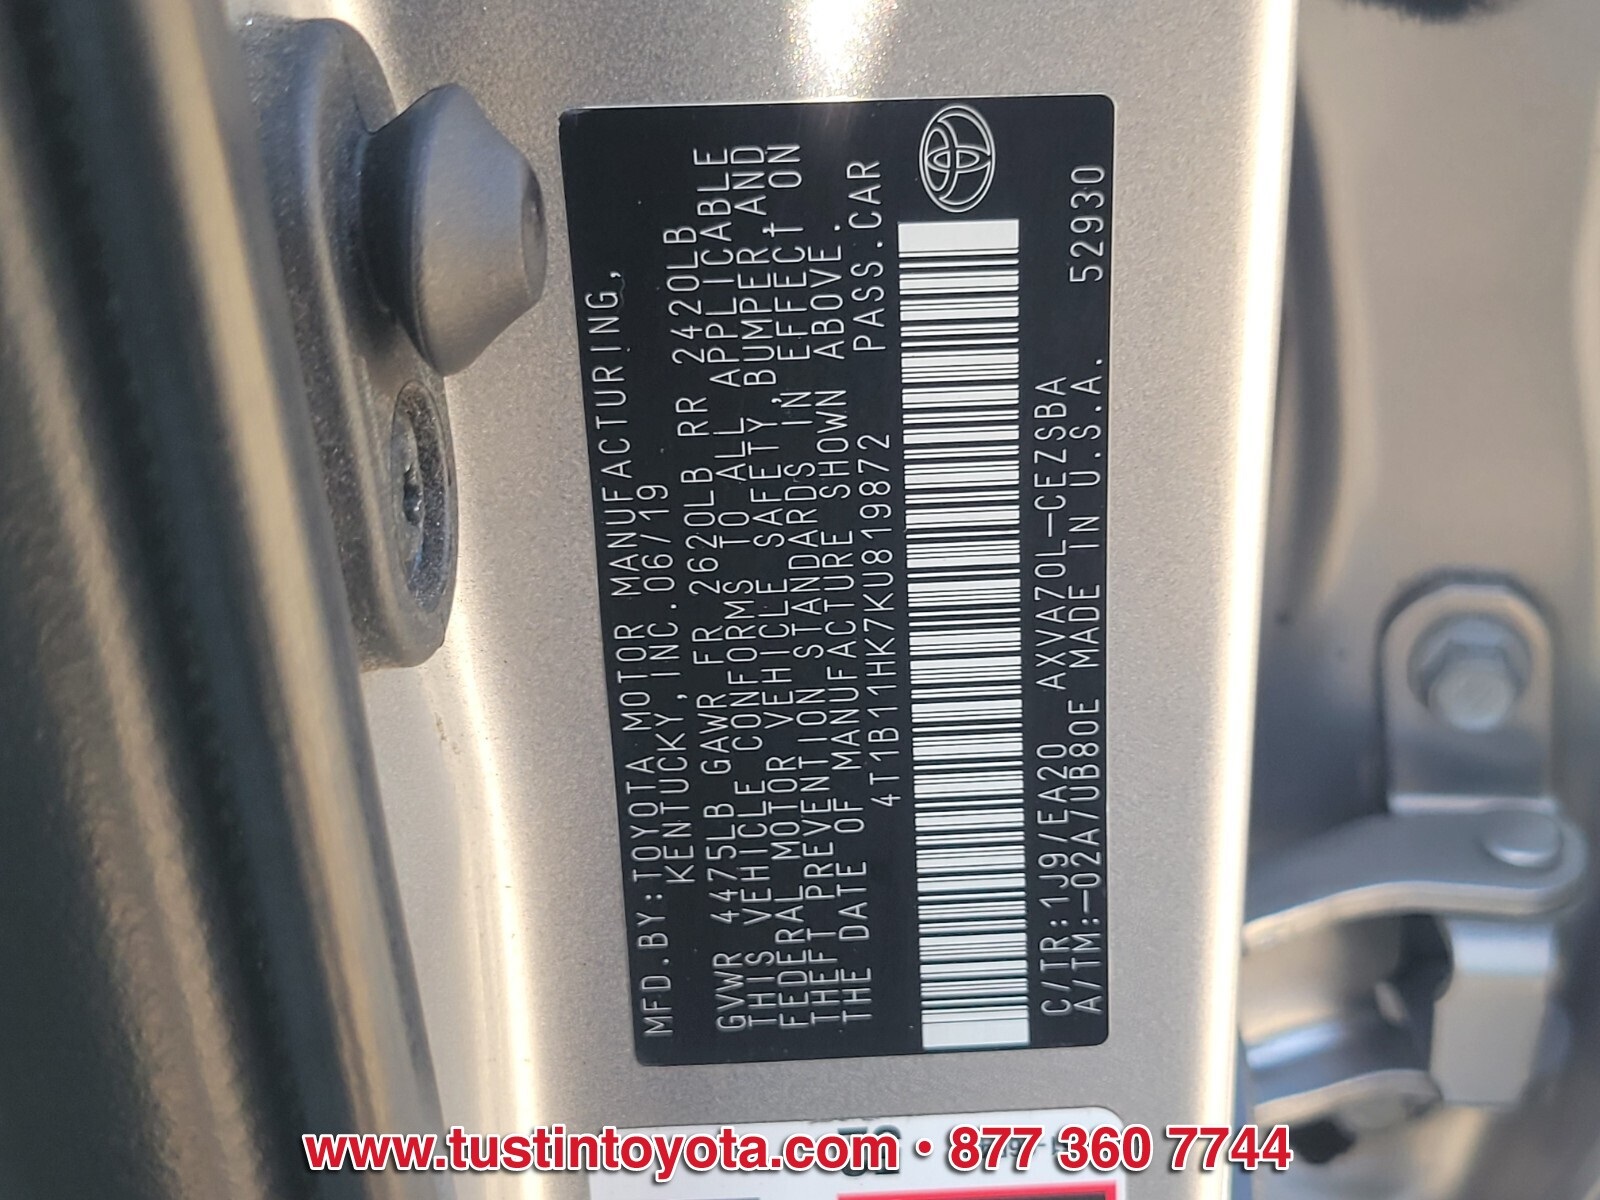 MFD.BY:TOYOTA MOTOR MANUFACTURING,
KENTUCKY,INC.06/19
GVWR 4475LB GAWR FR 2620LB RR 2420LB
THIS VEHICLE CONFORMS TO ALL APPLICABLE
FEDERAL MOTOR VEHICLE SAFETY,BUMPER,AND
THEFT PREVENTION STANDARDS IN EFFECT ON
THE DATE OF MANUFACTURE SHOWN ABOVE.
4T1B11HK7KU819872 PASS.CAR
C/TR:1J9/EA20 AXVA70L-CEZSBA 52930
A/TM:-02A/UB80E MADE IN U.S.A.
www.tustintoyota.com • 877 360 7744